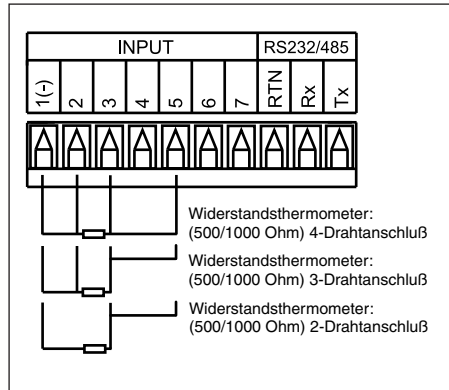 INPUT RS232/485
1(-) 2 3 4 5 6 7 RTN Rx Tx
Widerstandsthermometer:
(500/1000 Ohm) 4-Drahtanschluß
Widerstandsthermometer:
(500/1000 Ohm) 3-Drahtanschluß
Widerstandsthermometer:
(500/1000 Ohm) 2-Drahtanschluß